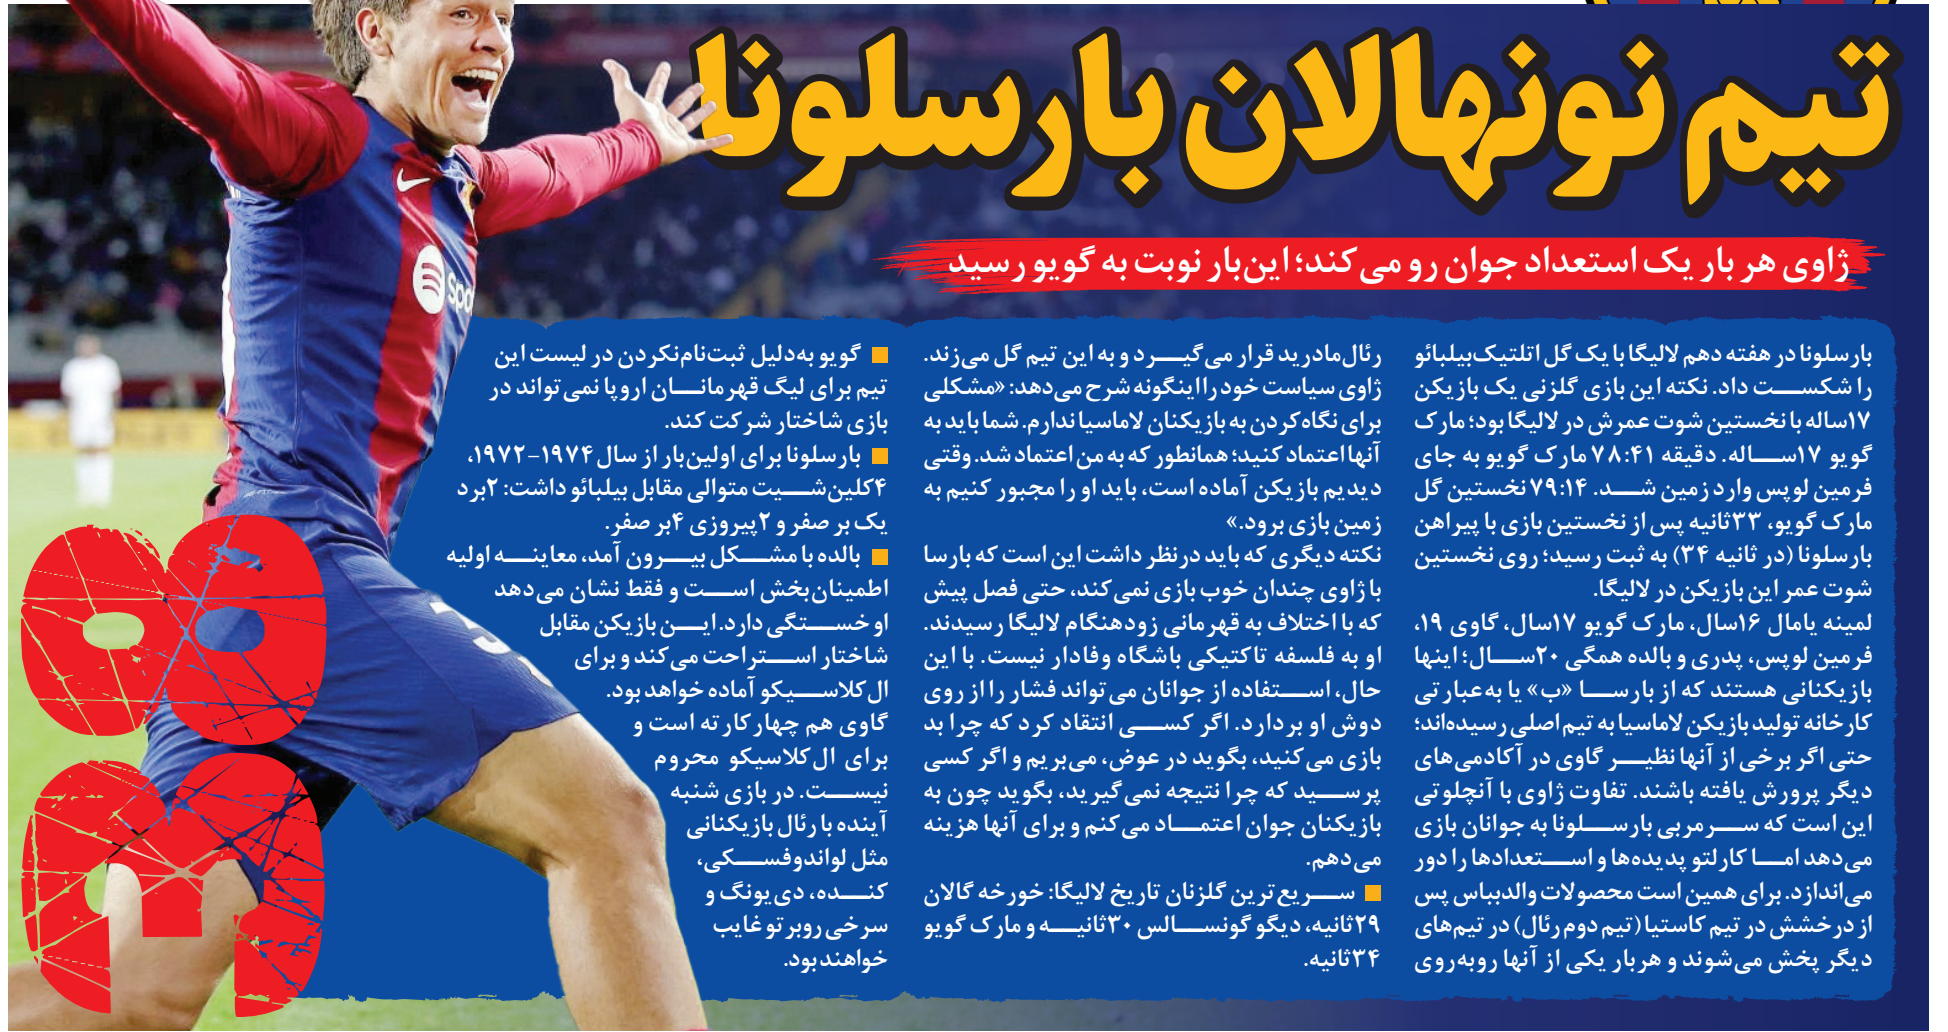 تیم نونهالان بارسلونا
ژاوی هر بار یک استعداد جوان رو می‌کند؛ این‌بار نوبت به گویو رسید
بارسلونا در هفته دهم لالیگا با یک گل اتلتیک‌بیلبائو
را شکست داد. نکته این بازی گلزنی یک بازیکن
۱۷ساله با نخستین شوت عمرش در لالیگا بود؛ مارک
گویو ۱۷ساله. دقیقه ۷۸:۴۱ مارک گویو به جای
فرمین لوپس وارد زمین شد. ۷۹:۱۴ نخستین گل
مارک گویو، ۳۳ثانیه پس از نخستین بازی با پیراهن
بارسلونا (در ثانیه ۳۴) به ثبت رسید؛ روی نخستین
شوت عمر این بازیکن در لالیگا.
لمینه یامال ۱۶سال، مارک گویو ۱۷سال، گاوی ۱۹،
فرمین لوپس، پدری و بالده همگی ۲۰سال؛ اینها
بازیکنانی هستند که از بارسا «ب» یا به‌عبارتی
کارخانه تولید بازیکن لاماسیا به تیم اصلی رسیده‌اند؛
حتی اگر برخی از آنها نظیر گاوی در آکادمی‌های
دیگر پرورش یافته باشند. تفاوت ژاوی با آنچلوتی
این است که سرمربی بارسلونا به جوانان بازی
می‌دهد اما کارلتو پدیده‌ها و استعدادها را دور
می‌اندازد. برای همین است محصولات والدبباس پس
از درخشش در تیم کاستیا (تیم دوم رئال) در تیم‌های
دیگر پخش می‌شوند و هربار یکی از آنها روبه‌روی
رئال‌مادرید قرار می‌گیرد و به این تیم گل می‌زند.
ژاوی سیاست خود را اینگونه شرح می‌دهد: «مشکلی
برای نگاه‌کردن به بازیکنان لاماسیا ندارم. شما باید به
آنها اعتماد کنید؛ همانطور که به من اعتماد شد. وقتی
دیدیم بازیکن آماده است، باید او را مجبور کنیم به
زمین بازی برود.»
نکته دیگری که باید درنظر داشت این است که بارسا
با ژاوی چندان خوب بازی نمی‌کند، حتی فصل پیش
که با اختلاف به قهرمانی زودهنگام لالیگا رسیدند.
او به فلسفه تاکتیکی باشگاه وفادار نیست. با این
حال، استفاده از جوانان می‌تواند فشار را از روی
دوش او بردارد. اگر کسی انتقاد کرد که چرا بد
بازی می‌کنید، بگوید در عوض، می‌بریم و اگر کسی
پرسید که چرا نتیجه نمی‌گیرید، بگوید چون به
بازیکنان جوان اعتماد می‌کنم و برای آنها هزینه
می‌دهم.
■ سریع‌ترین گلزنان تاریخ لالیگا: خورخه گالان
۲۹ثانیه، دیگو گونسالس ۳۰ثانیه و مارک گویو
۳۴ثانیه.
■ گویو به‌دلیل ثبت‌نام‌نکردن در لیست این
تیم برای لیگ قهرمانان اروپا نمی‌تواند در
بازی شاختار شرکت کند.
■ بارسلونا برای اولین‌بار از سال ۱۹۷۴-۱۹۷۲،
۴کلین‌شیت متوالی مقابل بیلبائو داشت: ۲برد
یک بر صفر و ۲پیروزی ۴بر صفر.
■ بالده با مشکل بیرون آمد، معاینه اولیه
اطمینان‌بخش است و فقط نشان می‌دهد
او خستگی دارد. این بازیکن مقابل
شاختار استراحت می‌کند و برای
ال‌کلاسیکو آماده خواهد بود.
گاوی هم چهار کارته است و
برای ال‌کلاسیکو محروم
نیست. در بازی شنبه
آینده با رئال بازیکنانی
مثل لواندوفسکی،
کنده، دی‌یونگ و
سرخی روبرتو غایب
خواهند بود.